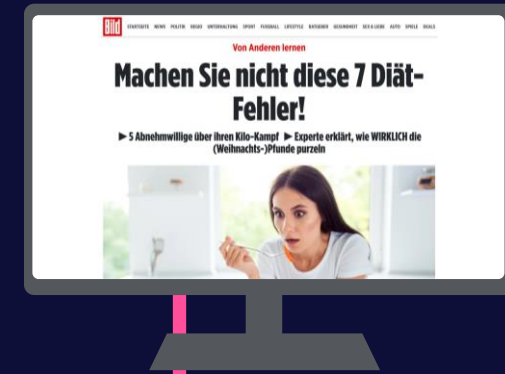 Bild STARTSEITE NEWS POLITIK REGIO UNTERHALTUNG SPORT FUSSBALL LIFESTYLE RATGEBER GESUNDHEIT SEX & LIEBE AUTO SPIELE DEALS
Von Anderen lernen
Machen Sie nicht diese 7 Diät-
Fehler!
▶ 5 Abnehmwillige über ihren Kilo-Kampf ▶ Experte erklärt, wie WIRKLICH die
(Weihnachts-)Pfunde purzeln